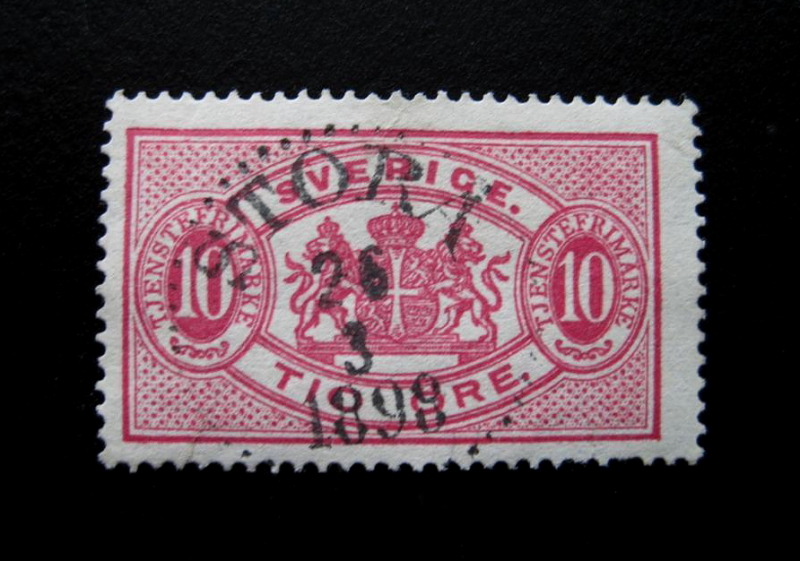 SVERIGE.
TJENSTEFRIMARKE
10
TJENSTEFRIMARKE
10
TIO ÖRE.
26
3
1898